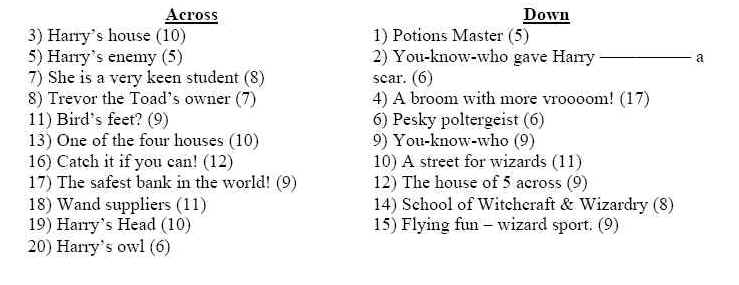 Across
3) Harry's house (10)
5) Harry's enemy (5)
7) She is a very keen student (8)
8) Trevor the Toad's owner (7)
11) Bird's feet? (9)
13) One of the four houses (10)
16) Catch it if you can! (12)
17) The safest bank in the world! (9)
18) Wand suppliers (11)
19) Harry's Head (10)
20) Harry's owl (6)
Down
1) Potions Master (5)
2) You-know-who gave Harry ————— a
scar. (6)
4) A broom with more vroooom! (17)
6) Pesky poltergeist (6)
9) You-know-who (9)
10) A street for wizards (11)
12) The house of 5 across (9)
14) School of Witchcraft & Wizardry (8)
15) Flying fun – wizard sport. (9)